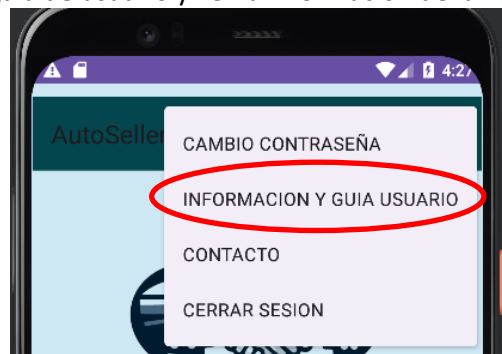 4:27
AutoSeller
CAMBIO CONTRASEÑA
INFORMACION Y GUIA USUARIO
CONTACTO
CERRAR SESION